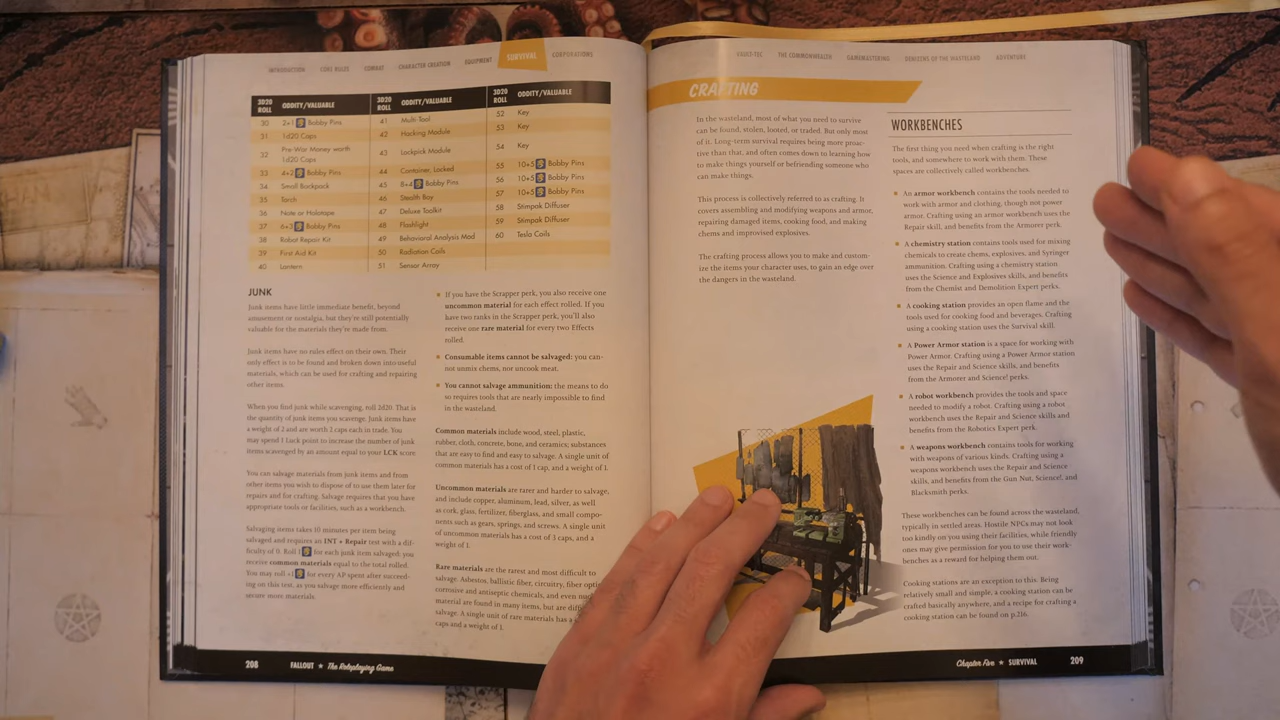 INTRODUCTION CORE RULES COMBAT CHARACTER CREATION EQUIPMENT SURVIVAL CORPORATIONS
3D20 ROLL ODDITY/VALUABLE
30 2+1 Bobby Pins
31 1d20 Caps
32 Pre-War Money worth 1d20 Caps
33 4+2 Bobby Pins
34 Small Backpack
35 Torch
36 Note or Holotape
37 6+3 Bobby Pins
38 Robot Repair Kit
39 First Aid Kit
40 Lantern
3D20 ROLL ODDITY/VALUABLE
41 Multi-Tool
42 Hacking Module
43 Lockpick Module
44 Container, Locked
45 8+4 Bobby Pins
46 Stealth Boy
47 Deluxe Toolkit
48 Flashlight
49 Behavioral Analysis Mod
50 Radiation Coils
51 Sensor Array
3D20 ROLL ODDITY/VALUABLE
52 Key
53 Key
54 Key
55 10+5 Bobby Pins
56 10+5 Bobby Pins
57 10+5 Bobby Pins
58 Stimpak Diffuser
59 Stimpak Diffuser
60 Tesla Coils
JUNK
Junk items have little immediate benefit, beyond
amusement or nostalgia, but they're still potentially
valuable for the materials they're made from.
Junk items have no rules effect on their own. Their
only effect is to be found and broken down into useful
materials, which can be used for crafting and repairing
other items.
When you find junk while scavenging, roll 2d20. That is
the quantity of junk items you scavenge. Junk items have
a weight of 2 and are worth 2 caps each in trade. You
may spend 1 Luck point to increase the number of junk
items scavenged by an amount equal to your LCK score.
You can salvage materials from junk items and from
other items you wish to dispose of to use them later for
repairs and for crafting. Salvage requires that you have
appropriate tools or facilities, such as a workbench.
Salvaging items takes 10 minutes per item being
salvaged and requires an INT + Repair test with a dif-
ficulty of 0. Roll 1 for each junk item salvaged: you
receive common materials equal to the total rolled.
You may roll +1 for every AP spent after succeed-
ing on this test, as you salvage more efficiently and
secure more materials.
If you have the Scrapper perk, you also receive one
uncommon material for each effect rolled. If you
have two ranks in the Scrapper perk, you'll also
receive one rare material for every two Effects
rolled.
Consumable items cannot be salvaged: you can-
not unmix chems, nor uncook meat.
You cannot salvage ammunition: the means to do
so requires tools that are nearly impossible to find
in the wasteland.
Common materials include wood, steel, plastic,
rubber, cloth, concrete, bone, and ceramics; substances
that are easy to find and easy to salvage. A single unit of
common materials has a cost of 1 cap, and a weight of 1.
Uncommon materials are rarer and harder to salvage,
and include copper, aluminum, lead, silver, as well
as cork, glass, fertilizer, fiberglass, and small compo-
nents such as gears, springs, and screws. A single unit
of uncommon materials has a cost of 3 caps, and a
weight of 1.
Rare materials are the rarest and most difficult to
salvage. Asbestos, ballistic fiber, circuitry, fiber
corrosive and antiseptic chemicals, and even
material are found in many items, but are
salvage. A single unit of rare materials has a
caps and a weight of 1.
208 FALLOUT ★ The Roleplaying Game
VAULT-TEC THE COMMONWEALTH GAMEMASTERING DENIZENS OF THE WASTELAND ADVENTURE
CRAFTING
In the wasteland, most of what you need to survive
can be found, stolen, looted, or traded. But only most
of it. Long-term survival requires being more proac-
tive than that, and often comes down to learning how
to make things yourself or befriending someone who
can make things.
This process is collectively referred to as crafting. It
covers assembling and modifying weapons and armor,
repairing damaged items, cooking food, and making
chems and improvised explosives.
The crafting process allows you to make and custom-
ize the items your character uses, to gain an edge over
the dangers in the wasteland.
WORKBENCHES
The first thing you need when crafting is the right
tools, and somewhere to work with them. These
spaces are collectively called workbenches.
An armor workbench contains the tools needed to
work with armor and clothing, though not power
armor. Crafting using an armor workbench uses the
Repair skill, and benefits from the Armorer perk.
A chemistry station contains tools used for mixing
chemicals to create chems, explosives, and Syringer
ammunition. Crafting using a chemistry station
uses the Science and Explosives skills, and benefits
from the Chemist and Demolition Expert perks.
A cooking station provides an open flame and the
tools used for cooking food and beverages. Crafting
using a cooking station uses the Survival skill.
A Power Armor station is a space for working with
Power Armor. Crafting using a Power Armor station
uses the Repair and Science skills, and benefits
from the Armorer and Science! perks.
A robot workbench provides the tools and space
needed to modify a robot. Crafting using a robot
workbench uses the Repair and Science skills and
benefits from the Robotics Expert perk.
A weapons workbench contains tools for working
with weapons of various kinds. Crafting using a
weapons workbench uses the Repair and Science
skills, and benefits from the Gun Nut, Science!, and
Blacksmith perks.
These workbenches can be found across the wasteland,
typically in settled areas. Hostile NPCs may not look
too kindly on you using their facilities, while friendly
ones may give permission for you to use their work-
benches as a reward for helping them out.
Cooking stations are an exception to this. Being
relatively small and simple, a cooking station can be
crafted basically anywhere, and a recipe for crafting a
cooking station can be found on p.216.
Chapter Five ★ SURVIVAL 209